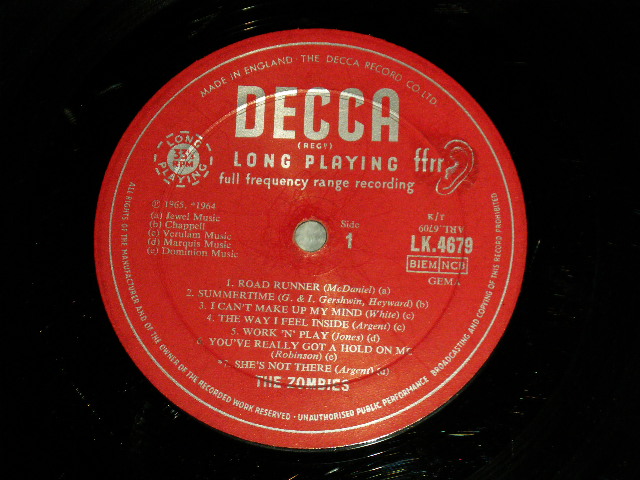 MADE IN ENGLAND · THE DECCA RECORD CO LTD
DECCA
(REGD)
LONG PLAYING 33⅓ RPM
LONG PLAYING ffrr
full frequency range recording
℗ 1965, *1964
(a) Jewel Music
(b) Chappell
(c) Verulam Music
(d) Marquis Music
(e) Dominion Music
Side
1
K/T
ARL.6709
LK.4679
BIEM NCB
GEMA
1. ROAD RUNNER (McDaniel) (a)
2. SUMMERTIME (G. & I. Gershwin, Heyward) (b)
3. I CAN'T MAKE UP MY MIND (White) (c)
4. THE WAY I FEEL INSIDE (Argent) (c)
5. WORK 'N' PLAY (Jones) (d)
6. YOU'VE REALLY GOT A HOLD ON ME
(Robinson) (e)
*7. SHE'S NOT THERE (Argent) (d)
THE ZOMBIES
ALL RIGHTS OF THE MANUFACTURER AND OF THE OWNER OF THE RECORDED WORK RESERVED · UNAUTHORISED PUBLIC PERFORMANCE BROADCASTING AND COPYING OF THIS RECORD PROHIBITED